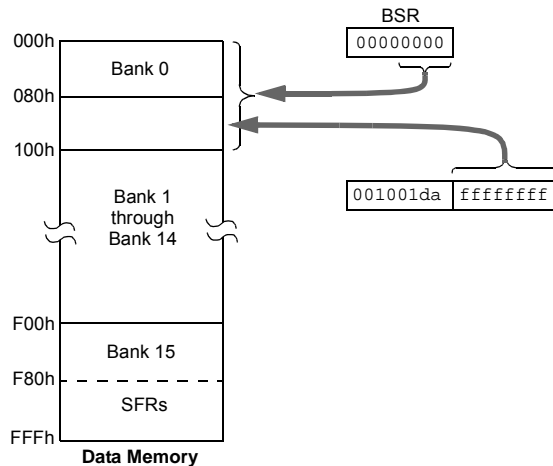 BSR
000h
00000000
Bank 0
080h
100h
Bank 1
through
Bank 14
001001da ffffffff
F00h
Bank 15
F80h
SFRs
FFFh
Data Memory